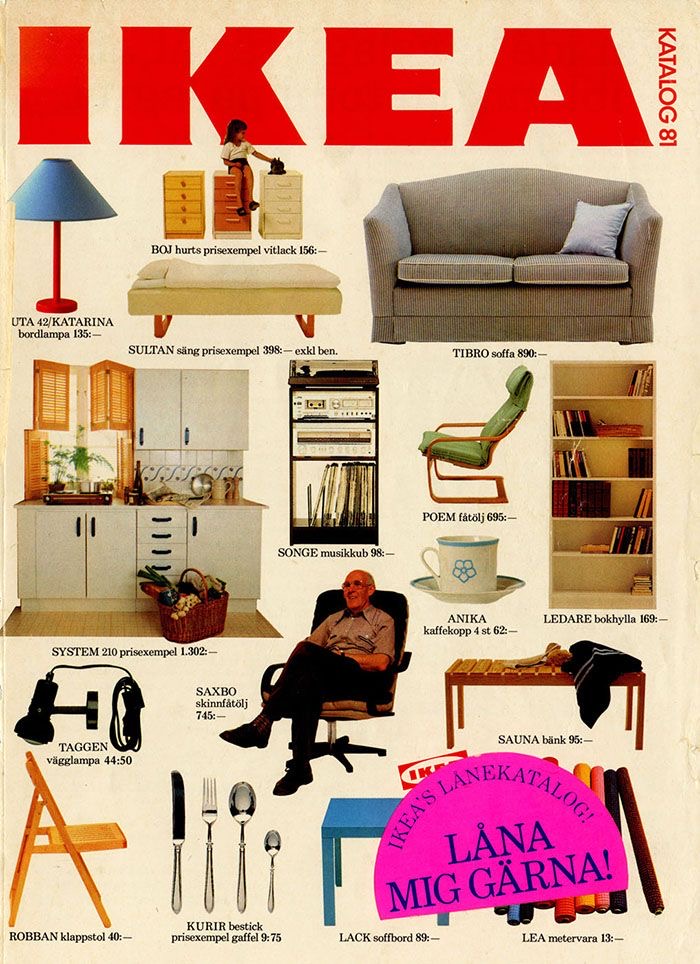 IKEA
KATALOG 81
BOJ hurts prisexempel vitlack 156:—
UTA 42/KATARINA
bordlampa 135:—
SULTAN säng prisexempel 398:— exkl ben.
TIBRO soffa 890:—
POEM fåtölj 695:—
SONGE musikkub 98:—
ANIKA
kaffekopp 4 st 62:—
LEDARE bokhylla 169:—
SYSTEM 210 prisexempel 1.302:—
SAXBO
skinnfåtölj
745:—
TAGGEN
vägglampa 44:50
SAUNA bänk 95:—
IKEA
IKEA'S LÅNEKATALOG!
LÅNA
MIG GÄRNA!
ROBBAN klappstol 40:—
KURIR bestick
prisexempel gaffel 9:75
LACK soffbord 89:—
LEA metervara 13:—